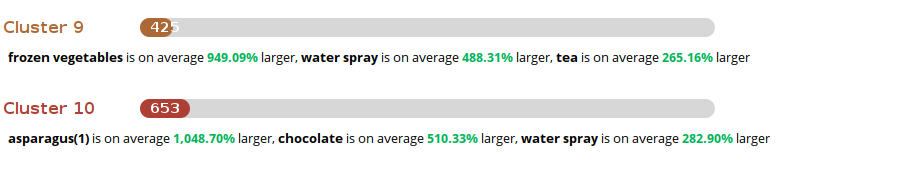 Cluster 9
425
frozen vegetables is on average 949.09% larger, water spray is on average 488.31% larger, tea is on average 265.16% larger
Cluster 10
653
asparagus(1) is on average 1,048.70% larger, chocolate is on average 510.33% larger, water spray is on average 282.90% larger